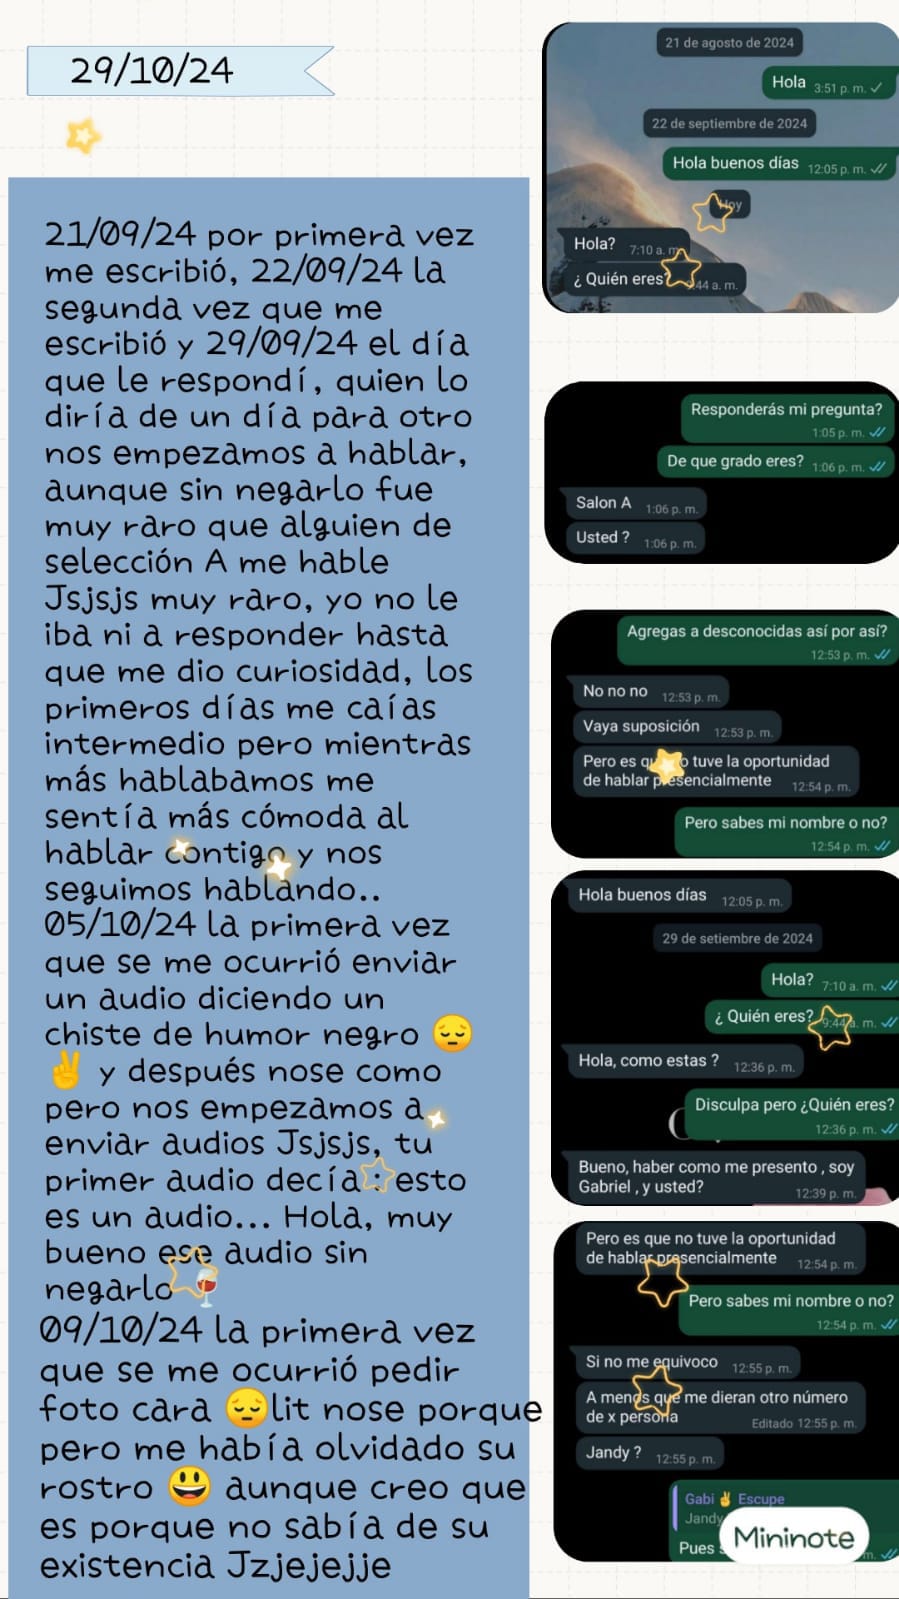 29/10/24
21/09/24 por primera vez
me escribió, 22/09/24 la
segunda vez que me
escribió y 29/09/24 el día
que le respondí, quien lo
diría de un día para otro
nos empezamos a hablar,
aunque sin negarlo fue
muy raro que alguien de
selección A me hable
Jsjsjs muy raro, yo no le
iba ni a responder hasta
que me dio curiosidad, los
primeros días me caías
intermedio pero mientras
más hablabamos me
sentía más cómoda al
hablar contigo y nos
seguimos hablando..
05/10/24 la primera vez
que se me ocurrió enviar
un audio diciendo un
chiste de humor negro 😔
✌️ y después nose como
pero nos empezamos a
enviar audios Jsjsjs, tu
primer audio decía: esto
es un audio... Hola, muy
bueno ese audio sin
negarlo 🍷
09/10/24 la primera vez
que se me ocurrió pedir
foto cara 😔lit nose porque
pero me había olvidado su
rostro 😃 aunque creo que
es porque no sabía de su
existencia Jzjejejje
21 de agosto de 2024
Hola 3:51 p. m.
22 de septiembre de 2024
Hola buenos días 12:05 p. m.
Hoy
Hola? 7:10 a. m.
¿ Quién eres? :44 a. m.
Responderás mi pregunta?
1:05 p. m.
De que grado eres? 1:06 p. m.
Salon A 1:06 p. m.
Usted ? 1:06 p. m.
Agregas a desconocidas así por así?
12:53 p. m.
No no no 12:53 p. m.
Vaya suposición 12:53 p. m.
Pero es que no tuve la oportunidad
de hablar presencialmente 12:54 p. m.
Pero sabes mi nombre o no?
12:54 p. m.
Hola buenos días 12:05 p. m.
29 de setiembre de 2024
Hola? 7:10 a. m.
¿ Quién eres? 9:44 a. m.
Hola, como estas ? 12:36 p. m.
Disculpa pero ¿Quién eres?
12:36 p. m.
Bueno, haber como me presento , soy
Gabriel , y usted? 12:39 p. m.
Pero es que no tuve la oportunidad
de hablar presencialmente 12:54 p. m.
Pero sabes mi nombre o no?
12:54 p. m.
Si no me equivoco 12:55 p. m.
A menos que me dieran otro número
de x persona Editado 12:55 p. m.
Jandy ? 12:55 p. m.
Gabi ✌️ Escupe
Jandy
Pues
Mininote